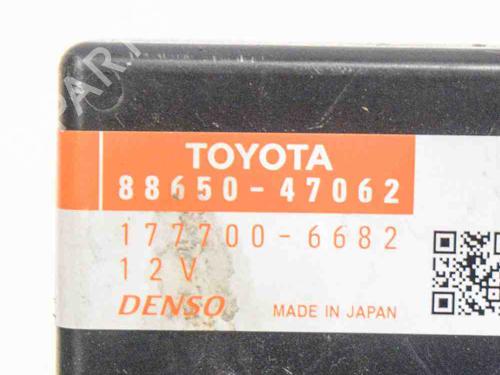 TOYOTA
88650-47062
177700-6682
12V
DENSO MADE IN JAPAN